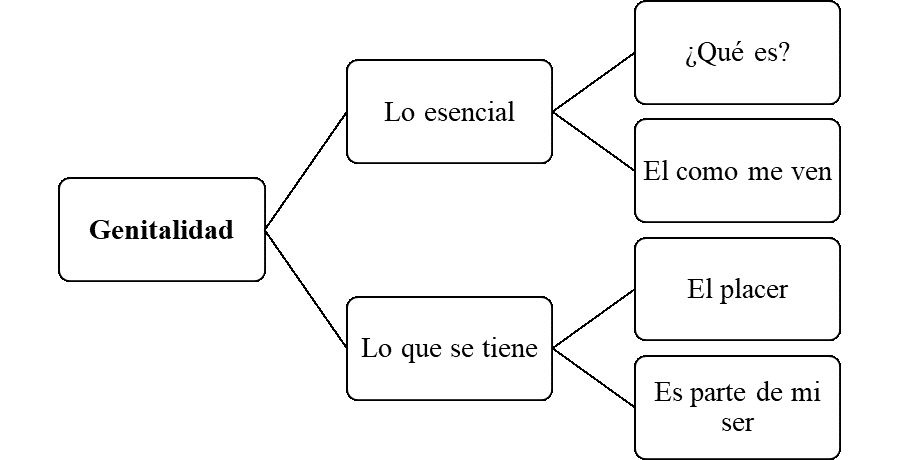 Genitalidad
Lo esencial
¿Qué es?
El como me ven
Lo que se tiene
El placer
Es parte de mi
ser